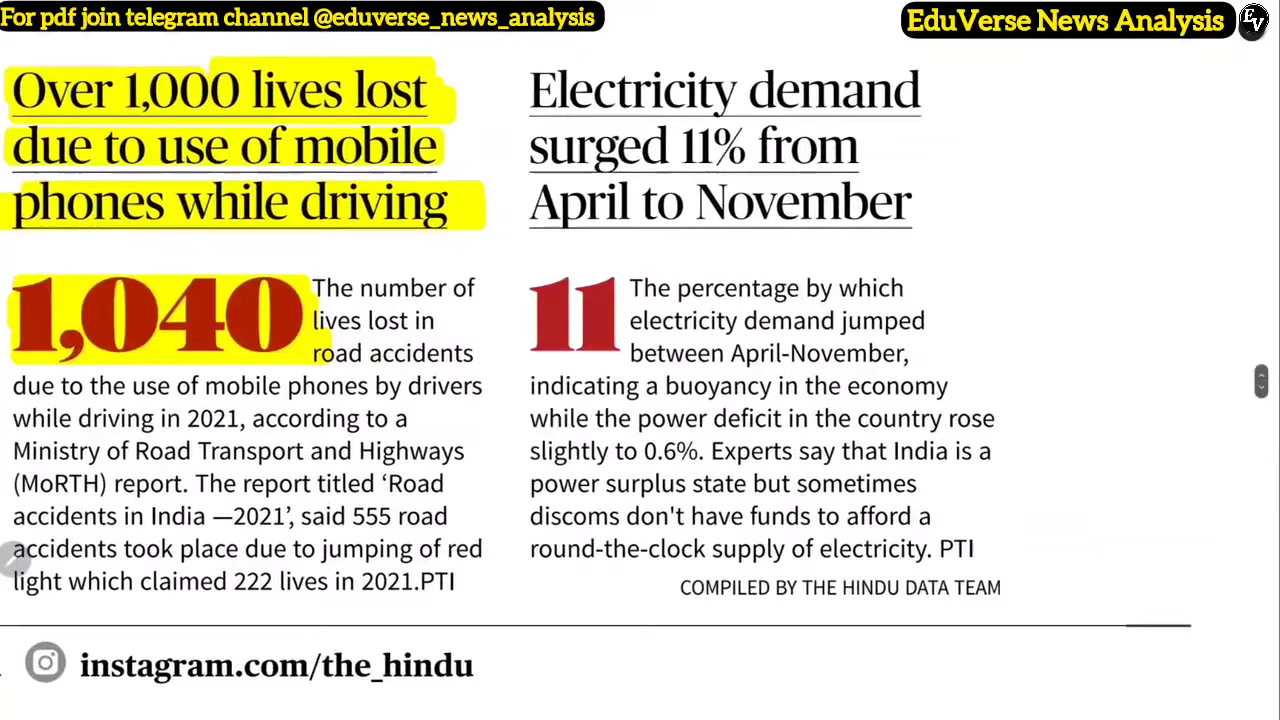 For pdf join telegram channel @eduverse_news_analysis
EduVerse News Analysis
EV
Over 1,000 lives lost
due to use of mobile
phones while driving
1,040 The number of
lives lost in
road accidents
due to the use of mobile phones by drivers
while driving in 2021, according to a
Ministry of Road Transport and Highways
(MoRTH) report. The report titled ‘Road
accidents in India —2021’, said 555 road
accidents took place due to jumping of red
light which claimed 222 lives in 2021.PTI
Electricity demand
surged 11% from
April to November
11 The percentage by which
electricity demand jumped
between April-November,
indicating a buoyancy in the economy
while the power deficit in the country rose
slightly to 0.6%. Experts say that India is a
power surplus state but sometimes
discoms don't have funds to afford a
round-the-clock supply of electricity. PTI
COMPILED BY THE HINDU DATA TEAM
instagram.com/the_hindu